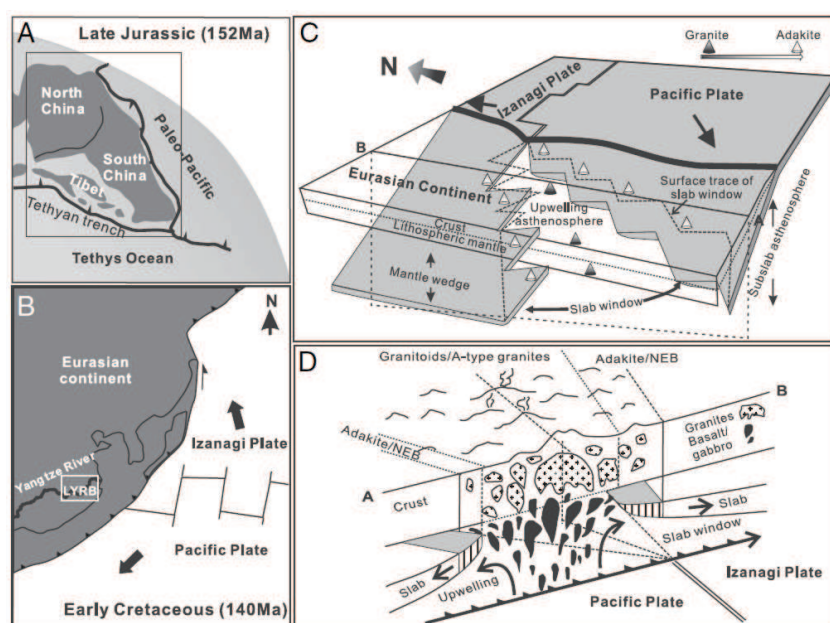 A
Late Jurassic (152Ma)
North
China
South
China
Tibet
Paleo-Pacific
Tethyan trench
Tethys Ocean
B
N
Eurasian
continent
Yangtze River
LYRB
Izanagi Plate
Pacific Plate
Early Cretaceous (140Ma)
C
Granite
Adakite
N
Izanagi Plate
Pacific Plate
B
Eurasian Continent
Upwelling
asthenosphere
Surface trace of
slab window
A
Crust
Lithospheric mantle
Mantle wedge
Slab window
Subslab asthenosphere
D
Granitoids/A-type granites
Adakite/NEB
B
Adakite/NEB
Granites
Basalt/
gabbro
A
Crust
Slab
Slab window
Slab
Upwelling
Izanagi Plate
Pacific Plate